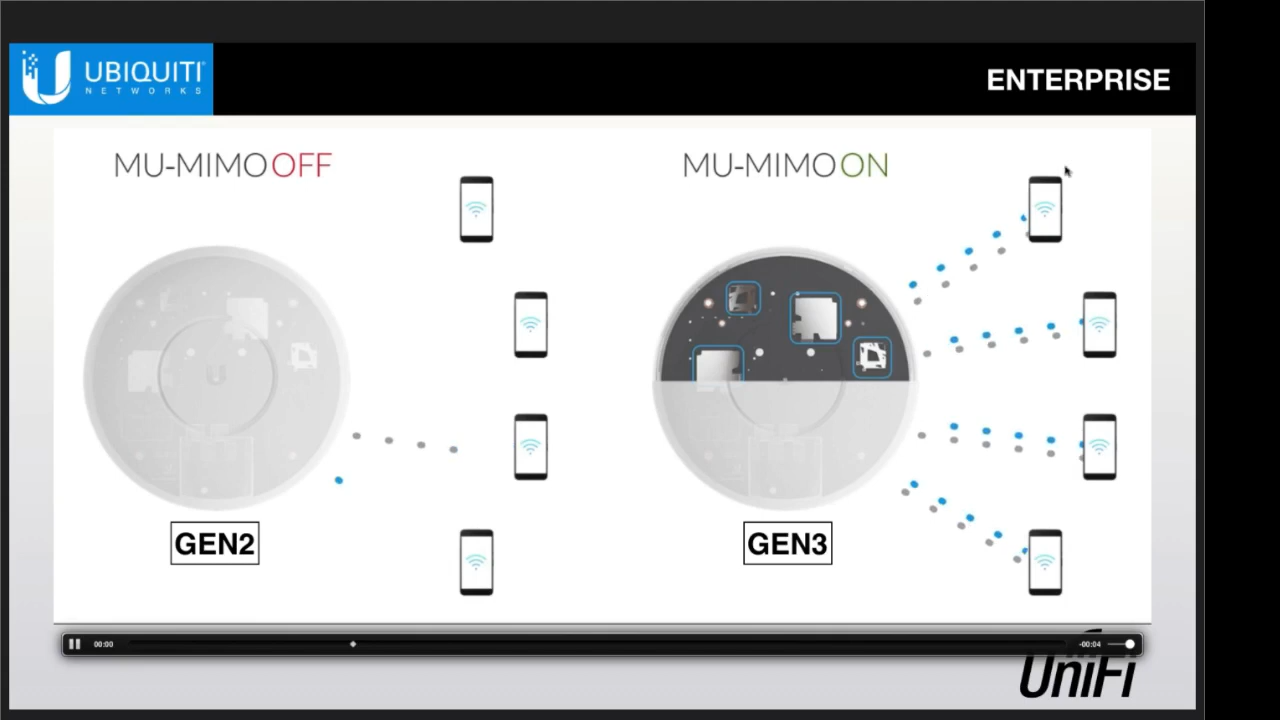 UBIQUITI
NETWORKS
ENTERPRISE
MU-MIMO OFF
MU-MIMO ON
GEN2
GEN3
00:00
-00:04
UniFi